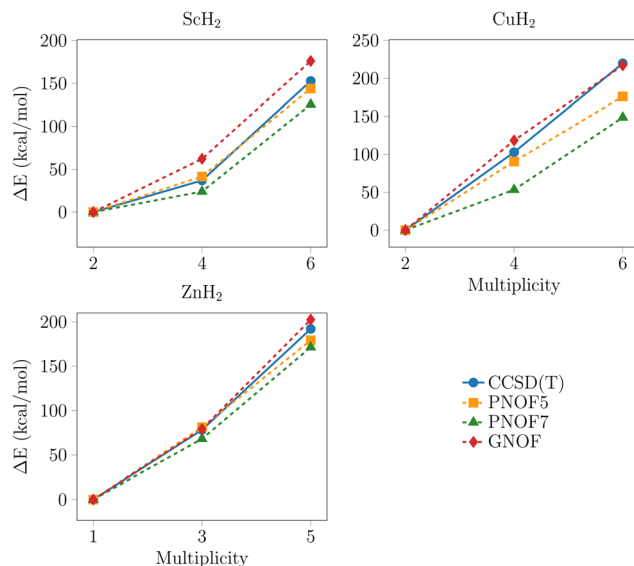 ScH₂
CuH₂
200
150
100
50
0
ΔE (kcal/mol)
2 4 6
250
200
150
100
50
0
2 4 6
Multiplicity
ZnH₂
200
150
100
50
0
ΔE (kcal/mol)
1 3 5
Multiplicity
CCSD(T)
PNOF5
PNOF7
GNOF